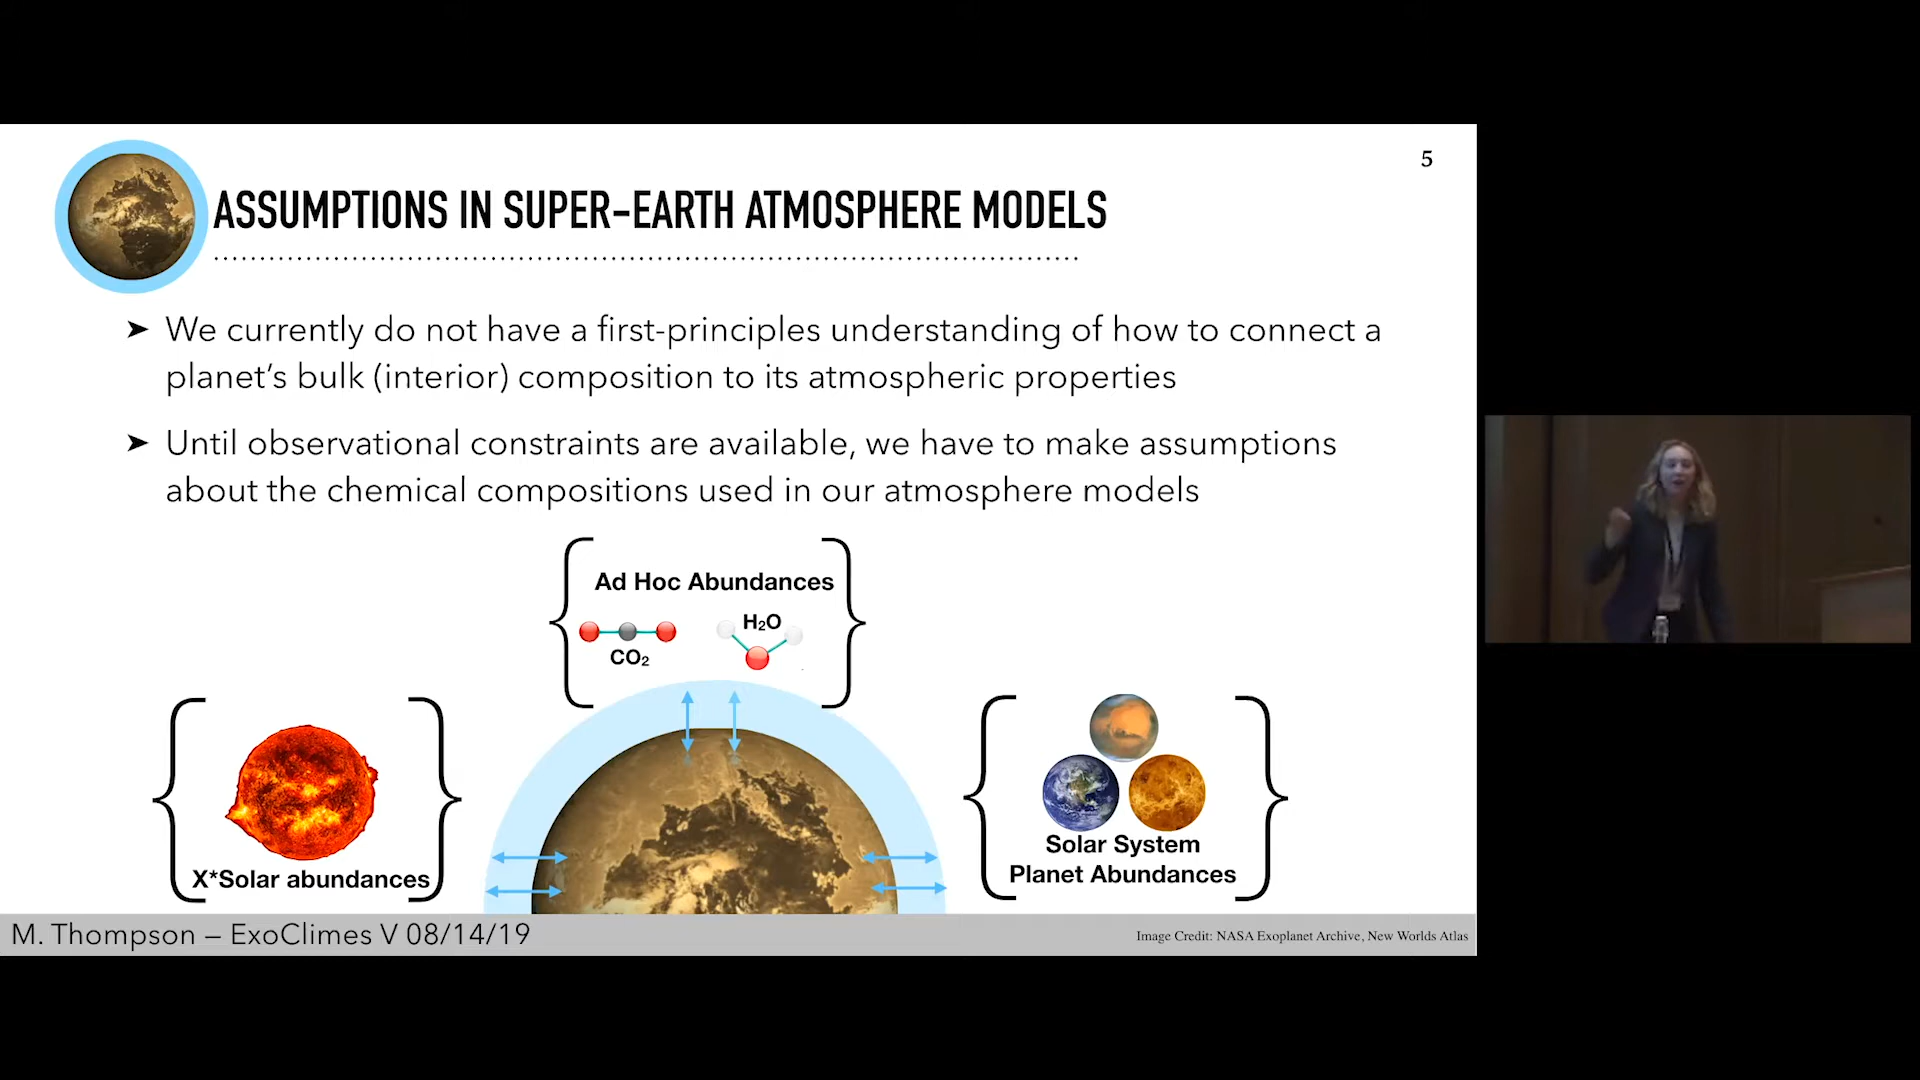 5
ASSUMPTIONS IN SUPER-EARTH ATMOSPHERE MODELS
➤ We currently do not have a first-principles understanding of how to connect a
planet's bulk (interior) composition to its atmospheric properties
➤ Until observational constraints are available, we have to make assumptions
about the chemical compositions used in our atmosphere models
Ad Hoc Abundances
H₂O
CO₂
X*Solar abundances
Solar System
Planet Abundances
M. Thompson – ExoClimes V 08/14/19
Image Credit: NASA Exoplanet Archive, New Worlds Atlas